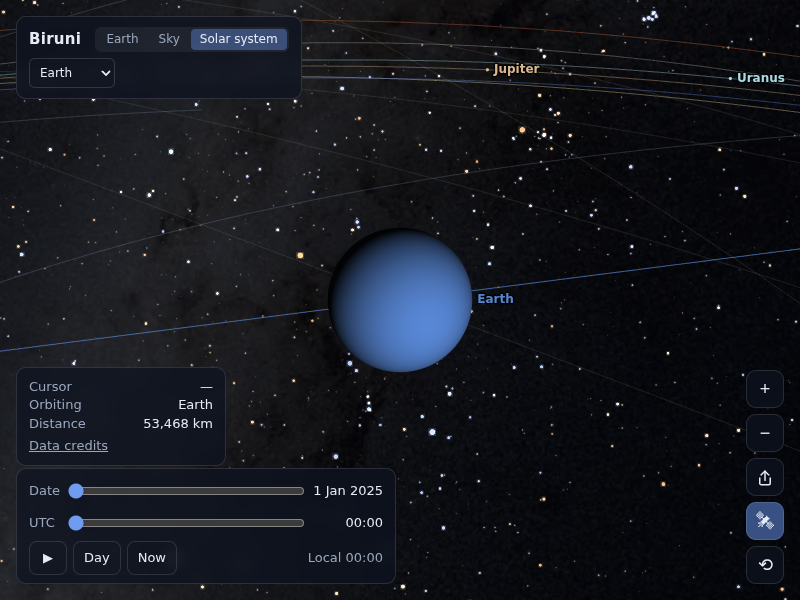 Biruni Earth Sky Solar system
Earth
Jupiter
Uranus
Earth
Cursor —
Orbiting Earth
Distance 53,468 km
Data credits
Date 1 Jan 2025
UTC 00:00
▶ Day Now Local 00:00
+
−
⟲